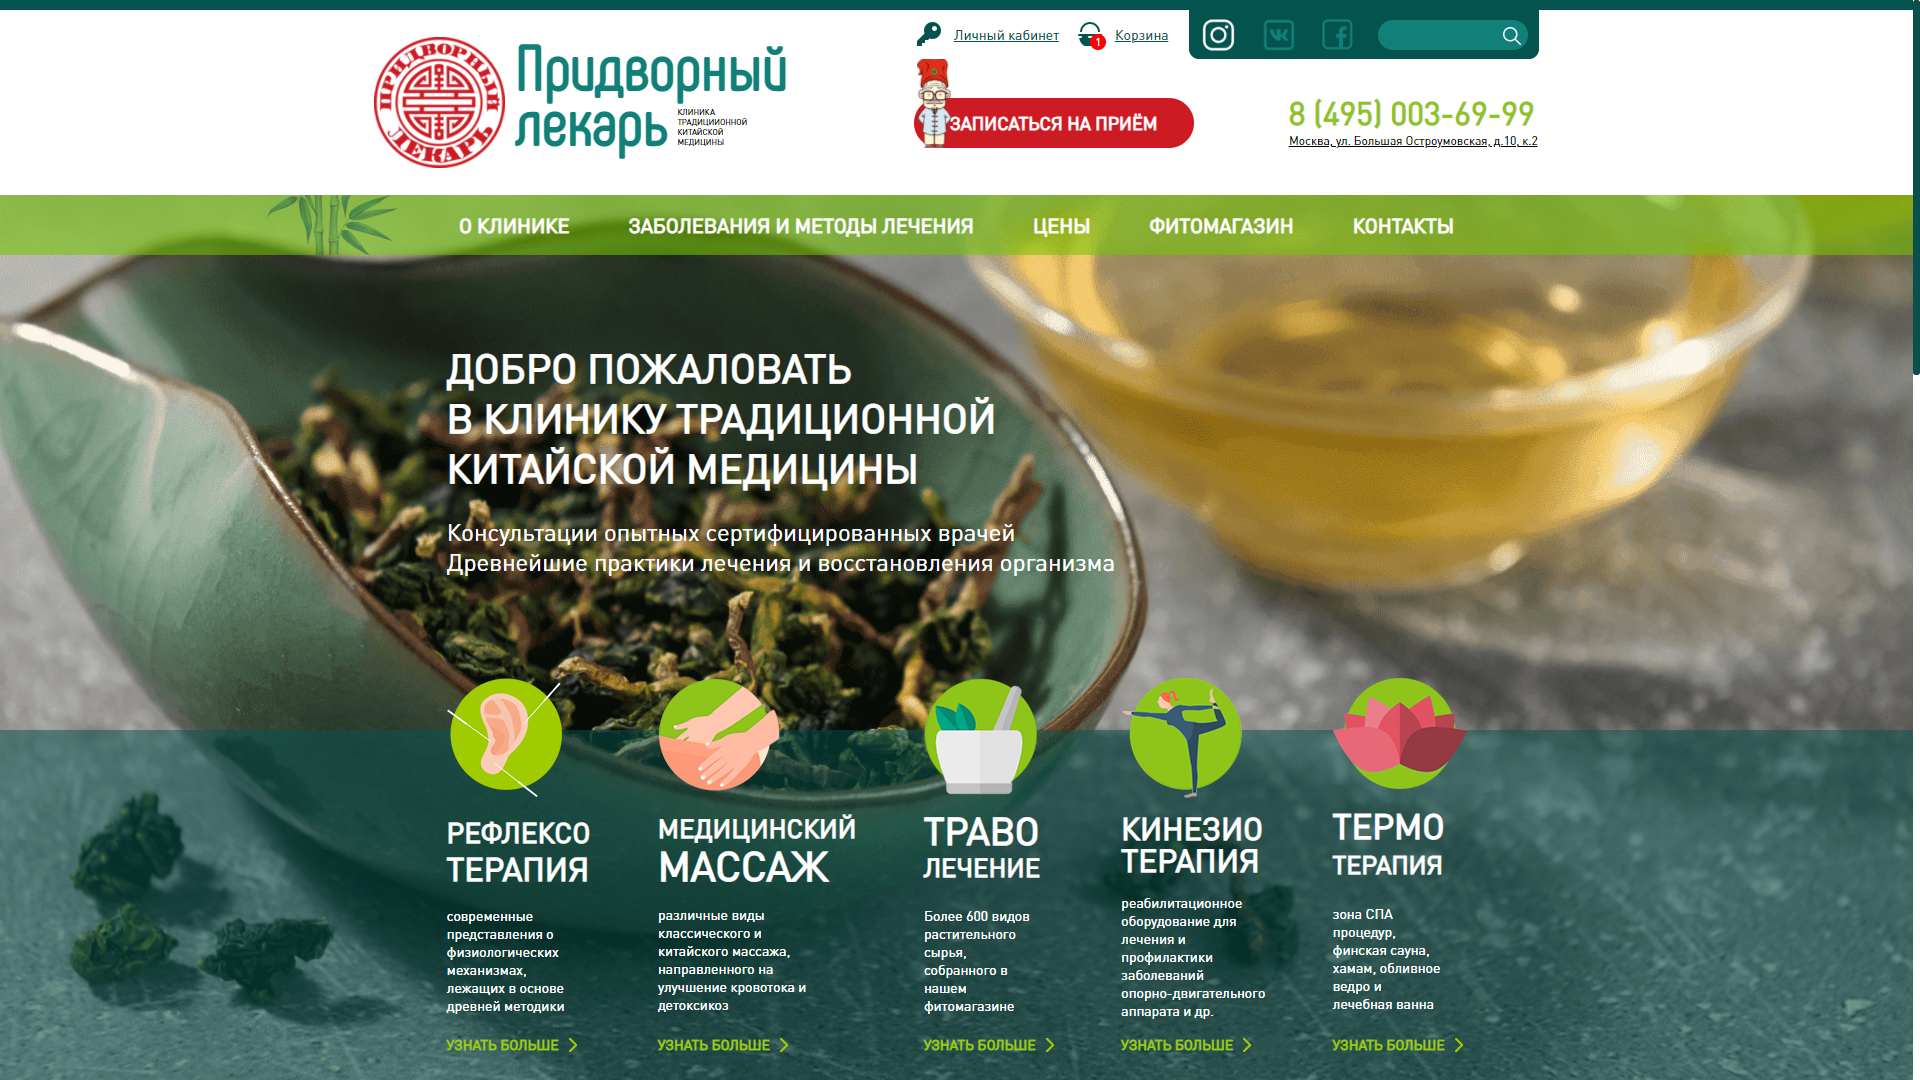 Личный кабинет
1
Корзина
ПРИДВОРНЫЙ
ЛЕКАРЬ
Придворный
лекарь
КЛИНИКА
ТРАДИЦИИОННОЙ
КИТАЙСКОЙ
МЕДИЦИНЫ
ЗАПИСАТЬСЯ НА ПРИЁМ
8 (495) 003-69-99
Москва, ул. Большая Остроумовская, д.10, к.2
О КЛИНИКЕ
ЗАБОЛЕВАНИЯ И МЕТОДЫ ЛЕЧЕНИЯ
ЦЕНЫ
ФИТОМАГАЗИН
КОНТАКТЫ
ДОБРО ПОЖАЛОВАТЬ
В КЛИНИКУ ТРАДИЦИОННОЙ
КИТАЙСКОЙ МЕДИЦИНЫ
Консультации опытных сертифицированных врачей
Древнейшие практики лечения и восстановления организма
РЕФЛЕКСО
ТЕРАПИЯ
современные
представления о
физиологических
механизмах,
лежащих в основе
древней методики
УЗНАТЬ БОЛЬШЕ
МЕДИЦИНСКИЙ
МАССАЖ
различные виды
классического и
китайского массажа,
направленного на
улучшение кровотока и
детоксикоз
УЗНАТЬ БОЛЬШЕ
ТРАВО
ЛЕЧЕНИЕ
Более 600 видов
растительного
сырья,
собранного в
нашем
фитомагазине
УЗНАТЬ БОЛЬШЕ
КИНЕЗИО
ТЕРАПИЯ
реабилитационное
оборудование для
лечения и
профилактики
заболеваний
опорно-двигательного
аппарата и др.
УЗНАТЬ БОЛЬШЕ
ТЕРМО
ТЕРАПИЯ
зона СПА
процедур,
финская сауна,
хамам, обливное
ведро и
лечебная ванна
УЗНАТЬ БОЛЬШЕ